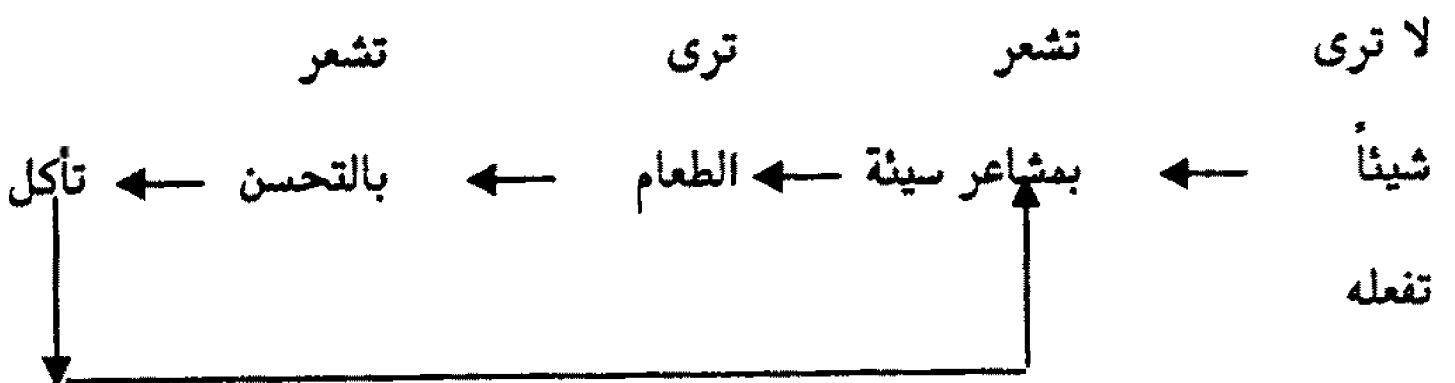 لا ترى تشعر ترى تشعر
شيئاً بمشاعر سيئة الطعام بالتحسن تأكل
تفعله